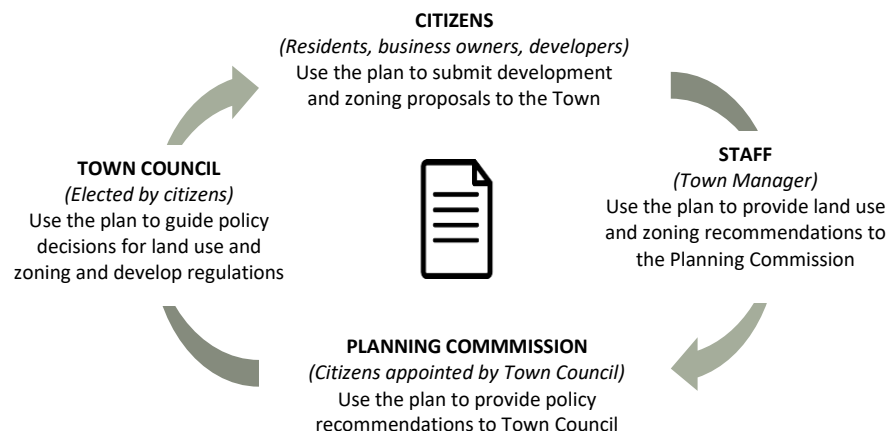 CITIZENS
(Residents, business owners, developers)
Use the plan to submit development
and zoning proposals to the Town
STAFF
(Town Manager)
Use the plan to provide land use
and zoning recommendations to
the Planning Commission
PLANNING COMMMISSION
(Citizens appointed by Town Council)
Use the plan to provide policy
recommendations to Town Council
TOWN COUNCIL
(Elected by citizens)
Use the plan to guide policy
decisions for land use and
zoning and develop regulations